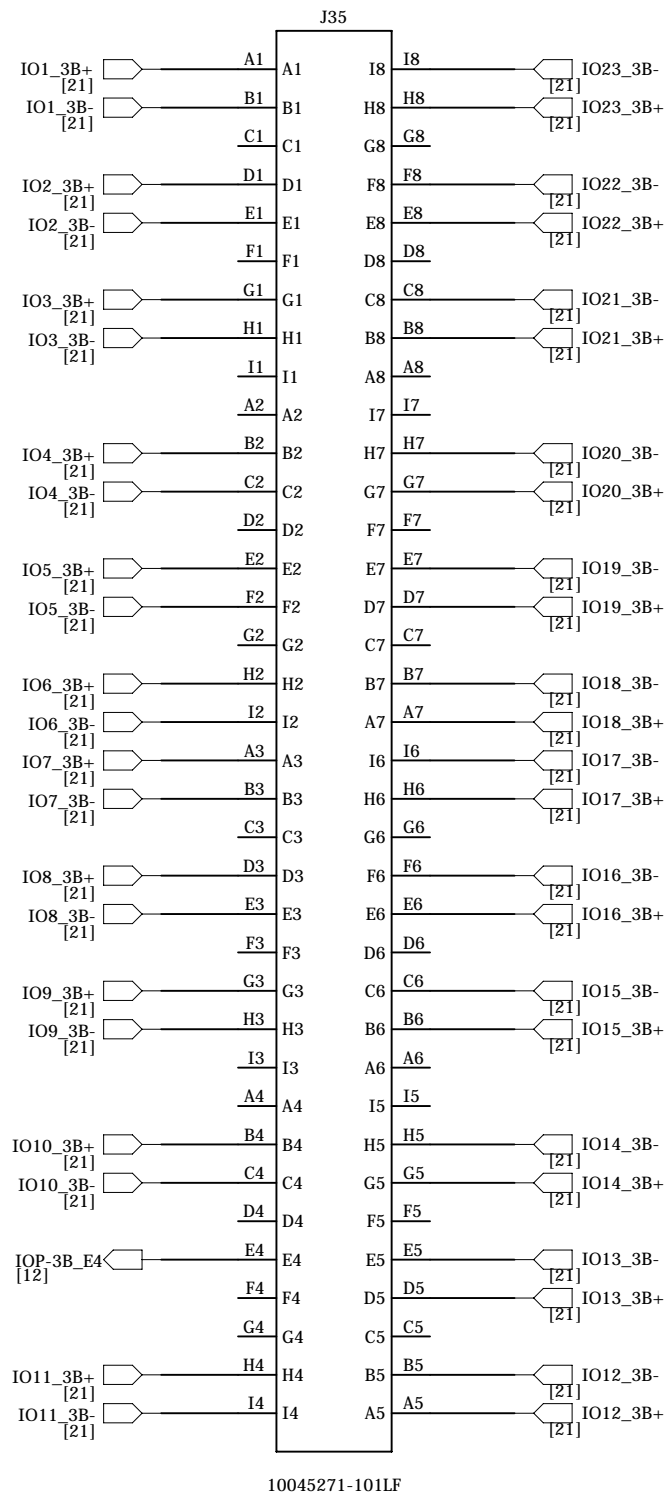 J35
IO1_3B+ [21] A1 A1 I8 I8 IO23_3B- [21]
IO1_3B- [21] B1 B1 H8 H8 IO23_3B+ [21]
C1 C1 G8 G8
IO2_3B+ [21] D1 D1 F8 F8 IO22_3B- [21]
IO2_3B- [21] E1 E1 E8 E8 IO22_3B+ [21]
F1 F1 D8 D8
IO3_3B+ [21] G1 G1 C8 C8 IO21_3B- [21]
IO3_3B- [21] H1 H1 B8 B8 IO21_3B+ [21]
I1 I1 A8 A8
A2 A2 I7 I7
IO4_3B+ [21] B2 B2 H7 H7 IO20_3B- [21]
IO4_3B- [21] C2 C2 G7 G7 IO20_3B+ [21]
D2 D2 F7 F7
IO5_3B+ [21] E2 E2 E7 E7 IO19_3B- [21]
IO5_3B- [21] F2 F2 D7 D7 IO19_3B+ [21]
G2 G2 C7 C7
IO6_3B+ [21] H2 H2 B7 B7 IO18_3B- [21]
IO6_3B- [21] I2 I2 A7 A7 IO18_3B+ [21]
IO7_3B+ [21] A3 A3 I6 I6 IO17_3B- [21]
IO7_3B- [21] B3 B3 H6 H6 IO17_3B+ [21]
C3 C3 G6 G6
IO8_3B+ [21] D3 D3 F6 F6 IO16_3B- [21]
IO8_3B- [21] E3 E3 E6 E6 IO16_3B+ [21]
F3 F3 D6 D6
IO9_3B+ [21] G3 G3 C6 C6 IO15_3B- [21]
IO9_3B- [21] H3 H3 B6 B6 IO15_3B+ [21]
I3 I3 A6 A6
A4 A4 I5 I5
IO10_3B+ [21] B4 B4 H5 H5 IO14_3B- [21]
IO10_3B- [21] C4 C4 G5 G5 IO14_3B+ [21]
D4 D4 F5 F5
IOP-3B_E4 [12] E4 E4 E5 E5 IO13_3B- [21]
F4 F4 D5 D5 IO13_3B+ [21]
G4 G4 C5 C5
IO11_3B+ [21] H4 H4 B5 B5 IO12_3B- [21]
IO11_3B- [21] I4 I4 A5 A5 IO12_3B+ [21]
10045271-101LF